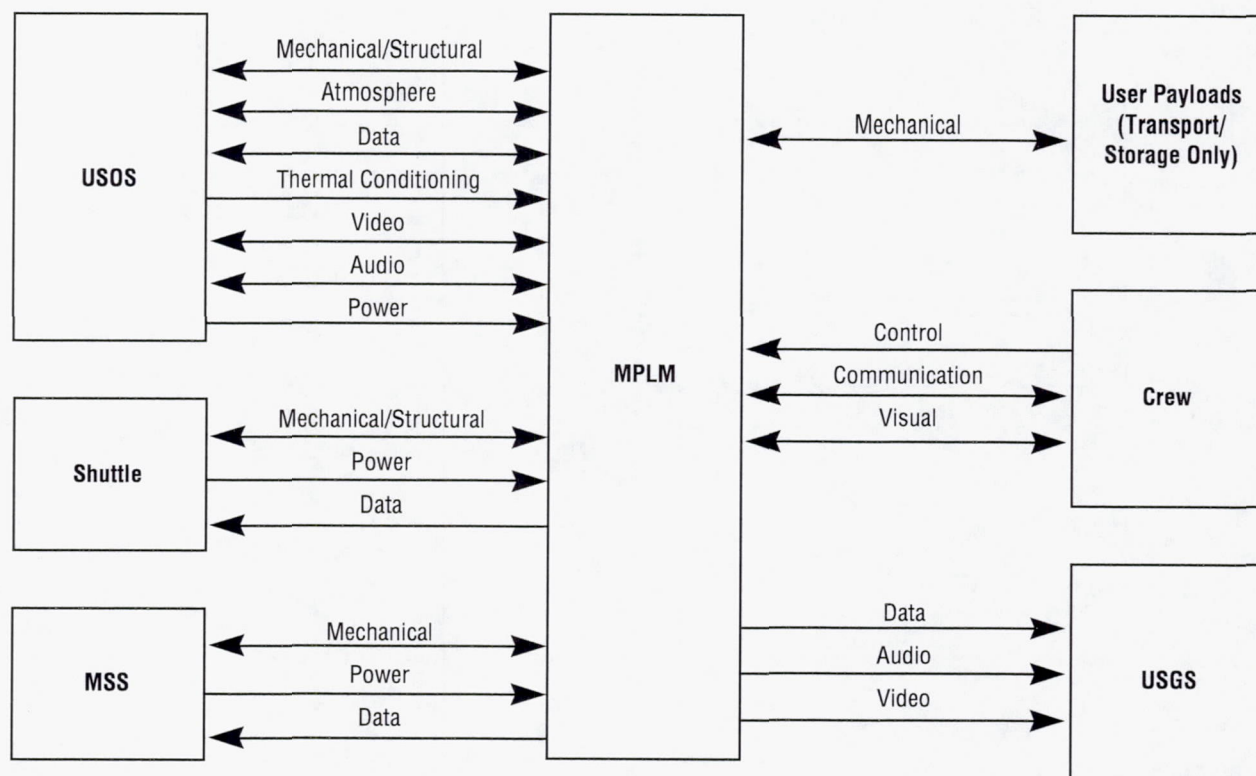 USOS
Mechanical/Structural
Atmosphere
Data
Thermal Conditioning
Video
Audio
Power
Shuttle
Mechanical/Structural
Power
Data
MSS
Mechanical
Power
Data
MPLM
Mechanical
User Payloads
(Transport/
Storage Only)
Control
Communication
Visual
Crew
Data
Audio
Video
USGS